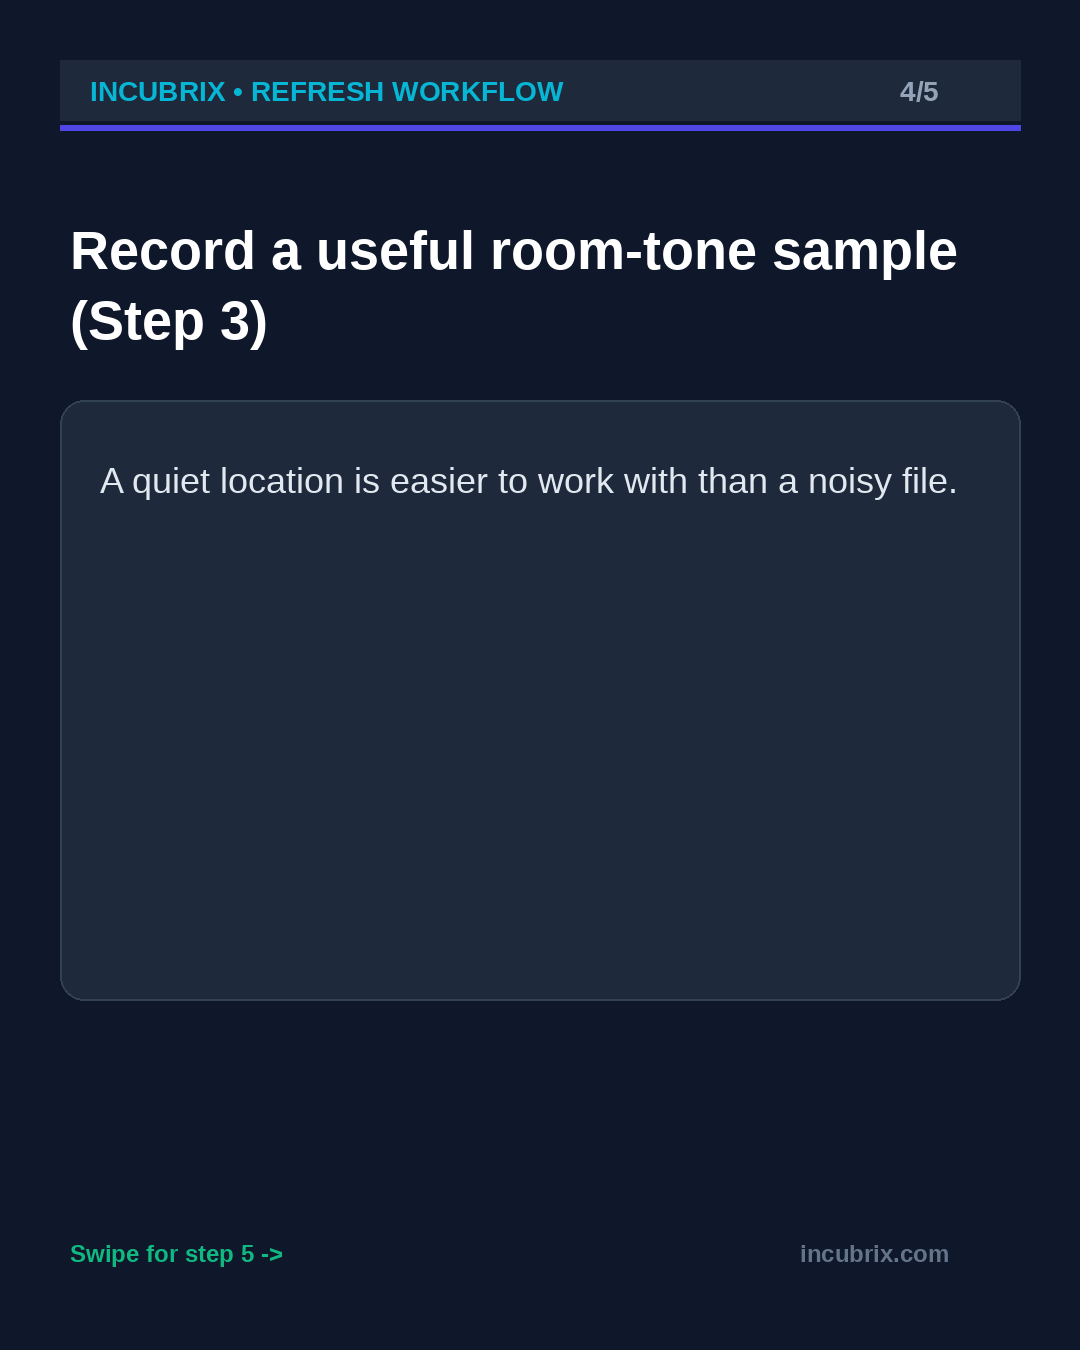 INCUBRIX • REFRESH WORKFLOW 4/5
Record a useful room-tone sample
(Step 3)
A quiet location is easier to work with than a noisy file.
Swipe for step 5 -> incubrix.com